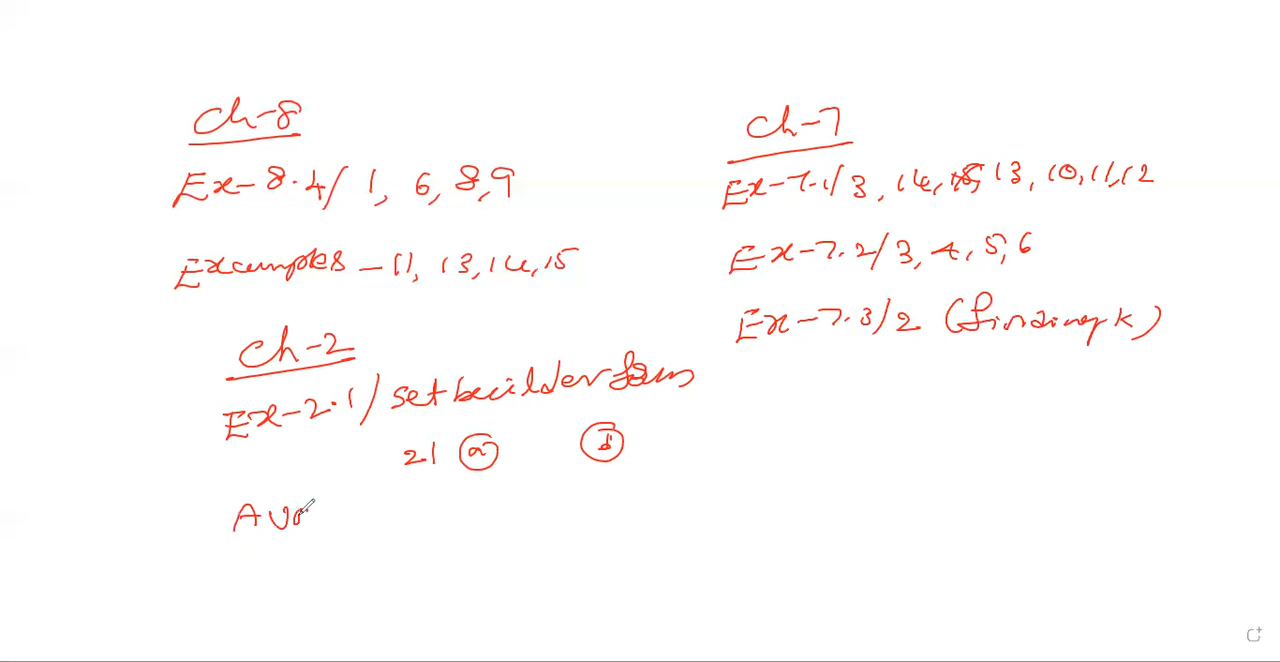 Ch-8
Ex-8.4/ 1, 6, 8, 9
Examples - 11, 13, 14, 15
Ch-2
Ex-2.1/ set builder form
21 (a) (d)
AU
Ch-7
Ex-7.1/ 3, 14, 13, 10, 11, 12
Ex-7.2/ 3, 4, 5, 6
Ex-7.3/2 (finding k)